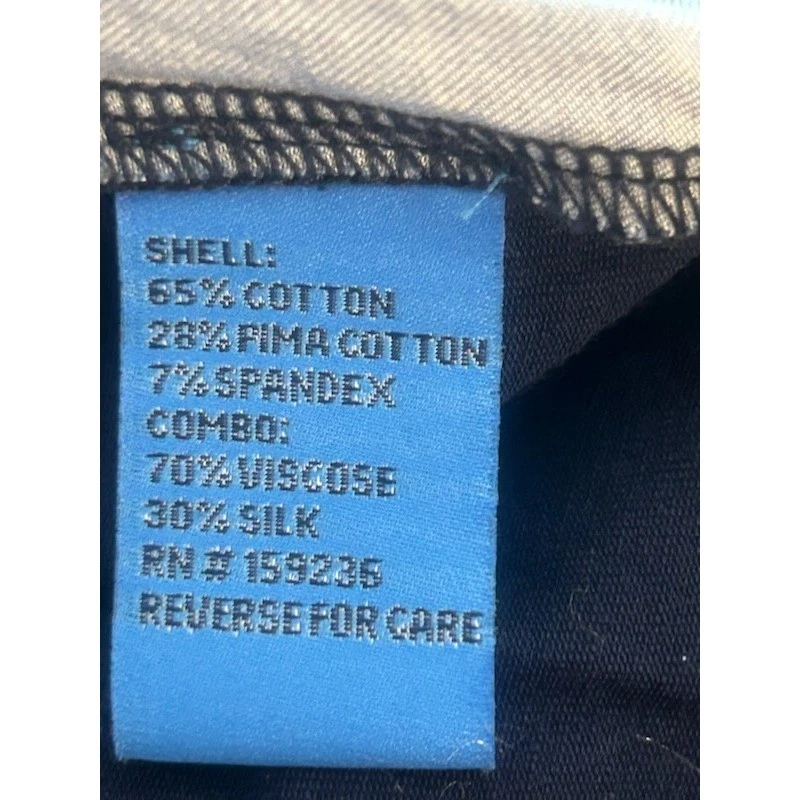 SHELL:
65% COTTON
28% PIMA COTTON
7% SPANDEX
COMBO:
70% VISCOSE
30% SILK
RN# 159236
REVERSE FOR CARE